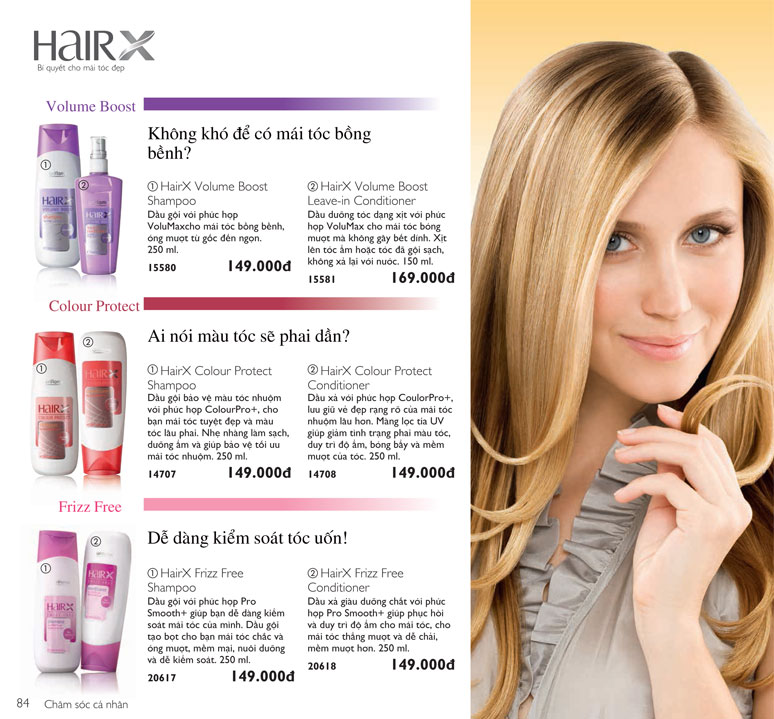 HAIRX
Bí quyết cho mái tóc đẹp
Volume Boost
Không khó để có mái tóc bồng
bềnh?
① HairX Volume Boost
Shampoo
Dầu gội với phức hợp
VoluMaxcho mái tóc bồng bềnh,
óng mượt từ gốc đến ngọn.
250 ml.
15580 149.000đ
② HairX Volume Boost
Leave-in Conditioner
Dầu dưỡng tóc dạng xịt với phức
hợp VoluMax cho mái tóc bóng
mượt mà không gây bết dính. Xịt
lên tóc ẩm hoặc tóc đã gội sạch,
không xả lại với nước. 150 ml.
15581 169.000đ
Colour Protect
Ai nói màu tóc sẽ phai dần?
① HairX Colour Protect
Shampoo
Dầu gội bảo vệ màu tóc nhuộm
với phức hợp ColourPro+, cho
bạn mái tóc tuyệt đẹp và màu
tóc lâu phai. Nhẹ nhàng làm sạch,
dưỡng ẩm và giúp bảo vệ tối ưu
mái tóc nhuộm. 250 ml.
14707 149.000đ
② HairX Colour Protect
Conditioner
Dầu xả với phức hợp CoulorPro+,
lưu giữ vẻ đẹp rạng rỡ của mái tóc
nhuộm lâu hơn. Màng lọc tia UV
giúp giảm tình trạng phai màu tóc,
duy trì độ ẩm, bóng bẩy và mềm
mượt của tóc. 250 ml.
14708 149.000đ
Frizz Free
Dễ dàng kiểm soát tóc uốn!
① HairX Frizz Free
Shampoo
Dầu gội với phức hợp Pro
Smooth+ giúp bạn dễ dàng kiểm
soát mái tóc của mình. Dầu gội
tạo bọt cho bạn mái tóc chắc và
óng mượt, mềm mại, nuôi dưỡng
và dễ kiểm soát. 250 ml.
20617 149.000đ
② HairX Frizz Free
Conditioner
Dầu xả giàu dưỡng chất với phức
hợp Pro Smooth+ giúp phục hồi
và duy trì độ ẩm cho mái tóc, cho
mái tóc thẳng mượt và dễ chải,
mềm mượt hơn. 250 ml.
20618 149.000đ
84 Chăm sóc cá nhân